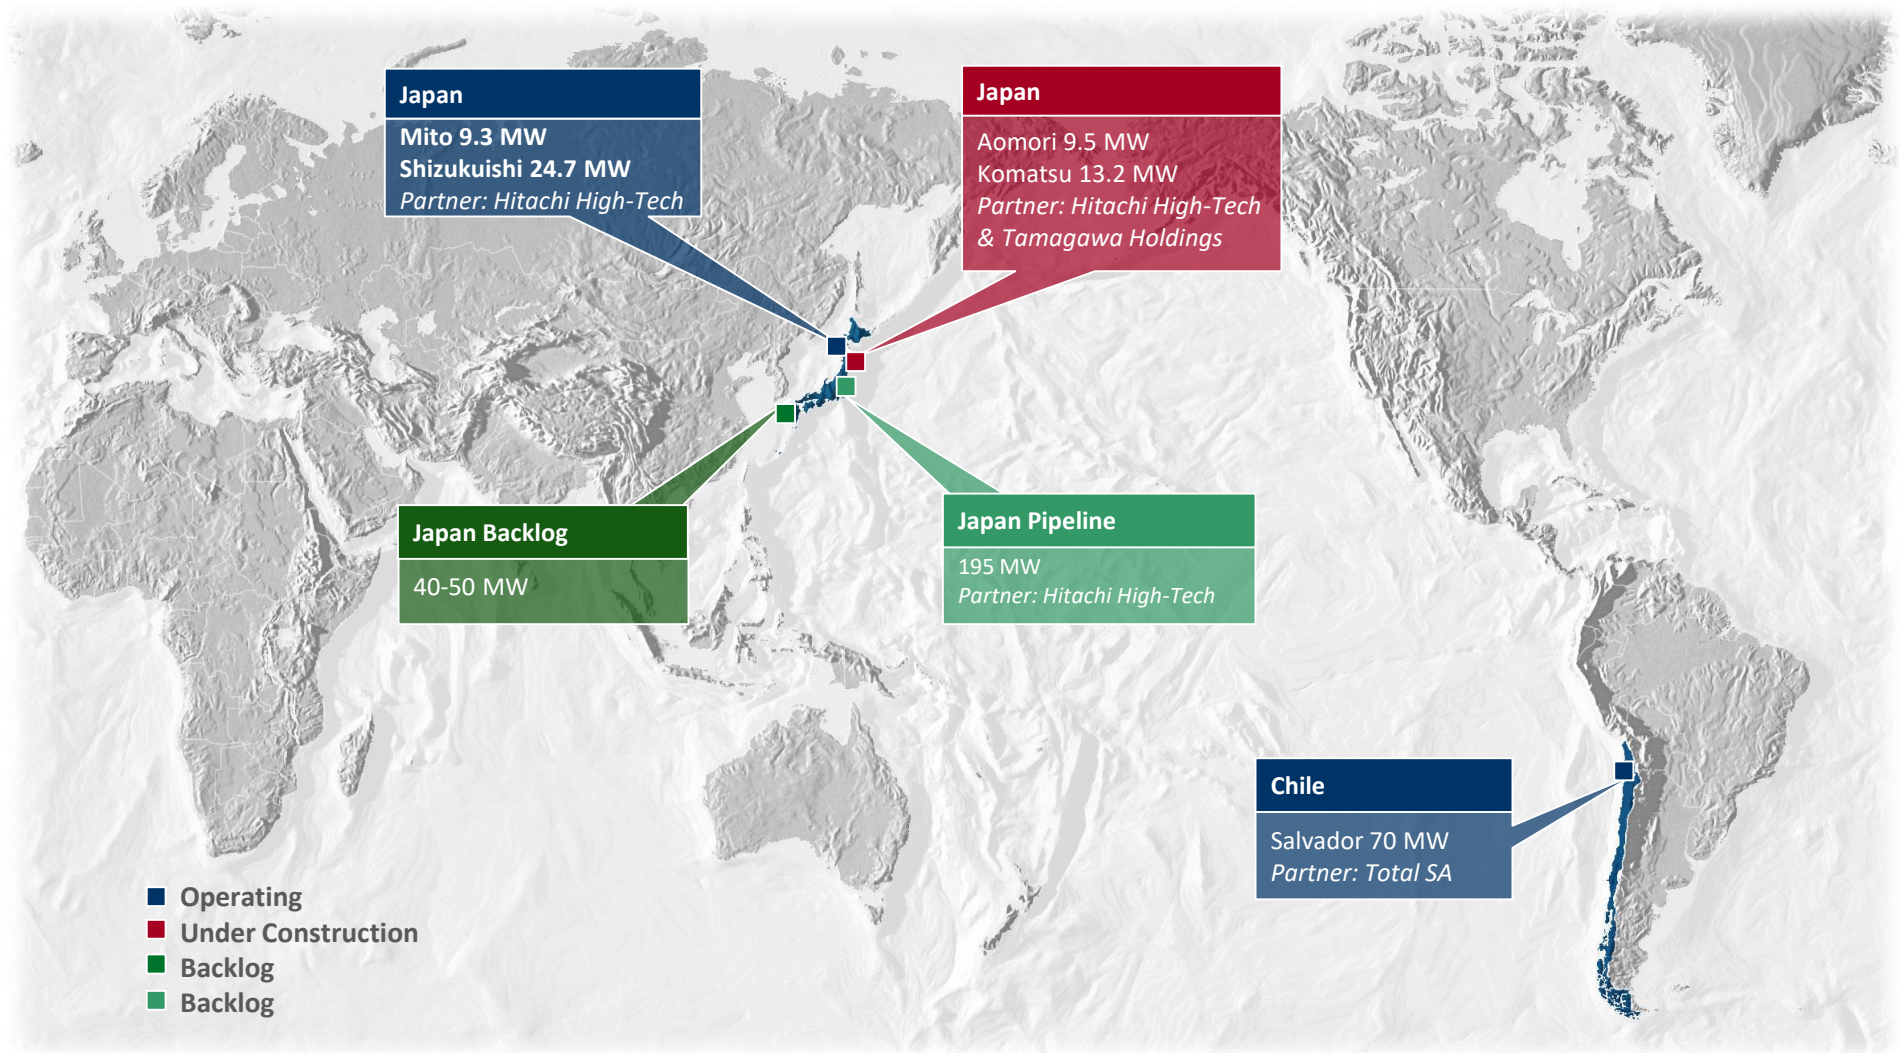 Japan
Mito 9.3 MW
Shizukuishi 24.7 MW
Partner: Hitachi High-Tech
Japan
Aomori 9.5 MW
Komatsu 13.2 MW
Partner: Hitachi High-Tech
& Tamagawa Holdings
Japan Backlog
40-50 MW
Japan Pipeline
195 MW
Partner: Hitachi High-Tech
Chile
Salvador 70 MW
Partner: Total SA
Operating
Under Construction
Backlog
Backlog